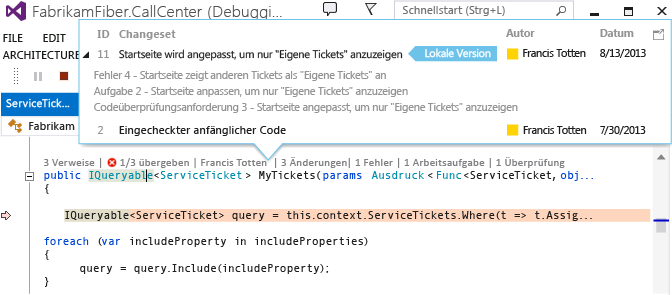 FabrikamFiber.CallCenter (Debuggi...
Schnellstart (Strg+L)
ARCHITECTURE
ID Changeset Autor Datum
11 Startseite wird angepasst, um nur "Eigene Tickets" anzuzeigen Lokale Version Francis Totten 8/13/2013
Fehler 4 - Startseite zeigt anderen Tickets als "Eigene Tickets" an
Aufgabe 2 - Startseite anpassen, um nur "Eigene Tickets" anzuzeigen
Codeüberprüfungsanforderung 3 - Startseite angepasst, um nur "Eigene Tickets" anzuzeigen
2 Eingecheckter anfänglicher Code Francis Totten 7/30/2013
ServiceTick..
Fabrikam
3 Verweise | 1/3 übergeben | Francis Totten | 3 Änderungen| 1 Fehler | 1 Arbeitsaufgabe | 1 Überprüfung
public IQueryable<ServiceTicket> MyTickets(params Ausdruck<Func<ServiceTicket,obj...
{
IQueryable<ServiceTicket> query = this.context.ServiceTickets.Where(t => t.Assig...
foreach (var includeProperty in includeProperties)
{
query = query.Include(includeProperty);
}